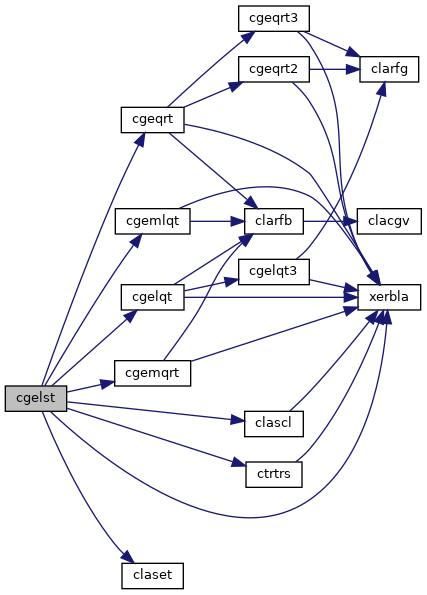 cgeqrt3
cgeqrt2
clarfg
cgeqrt
cgemlqt
clarfb
clacgv
cgelqt3
cgelqt
xerbla
cgemqrt
cgelst
clascl
ctrtrs
claset